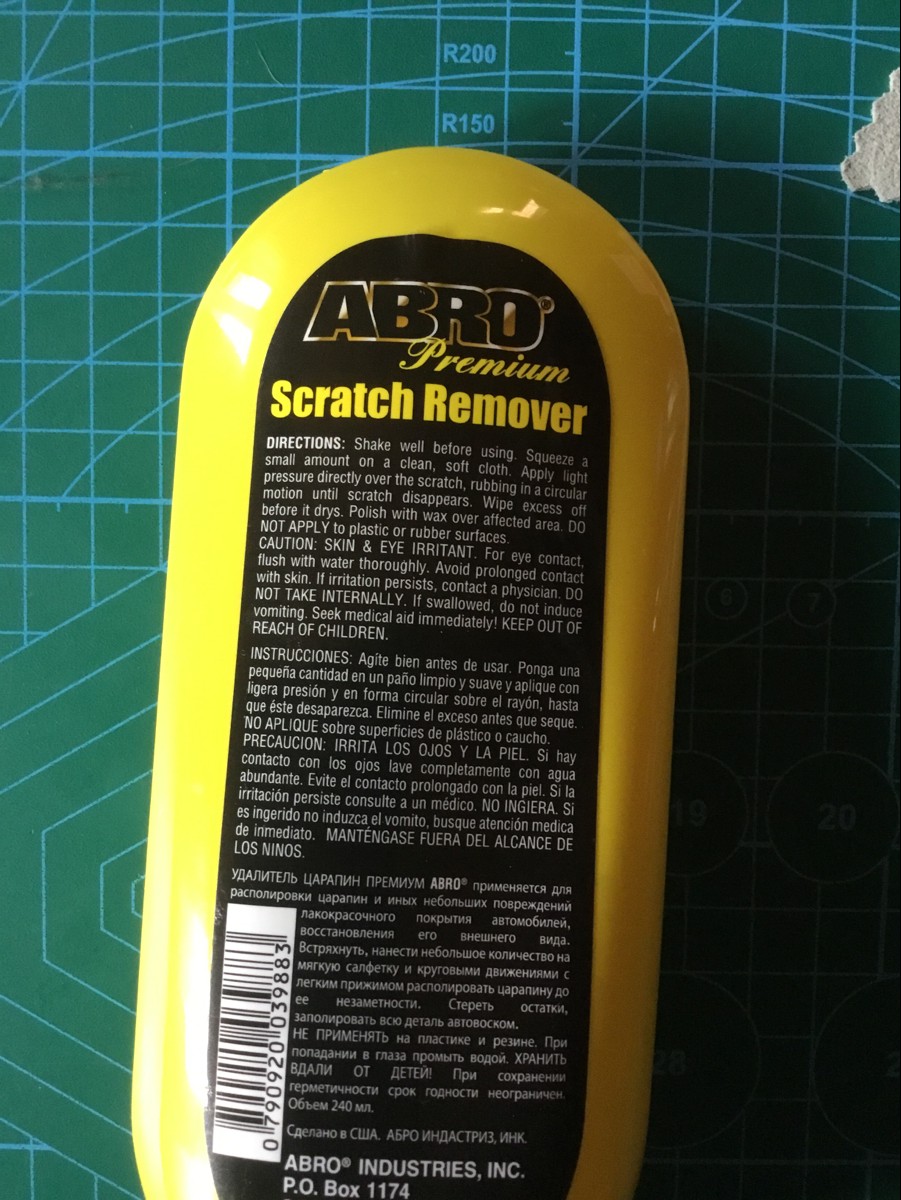 R200
R150
ABRO®
Premium
Scratch Remover
DIRECTIONS: Shake well before using. Squeeze a
small amount on a clean, soft cloth. Apply light
pressure directly over the scratch, rubbing in a circular
motion until scratch disappears. Wipe excess off
before it drys. Polish with wax over affected area. DO
NOT APPLY to plastic or rubber surfaces.
CAUTION: SKIN & EYE IRRITANT. For eye contact,
flush with water thoroughly. Avoid prolonged contact
with skin. If irritation persists, contact a physician. DO
NOT TAKE INTERNALLY. If swallowed, do not induce
vomiting. Seek medical aid immediately! KEEP OUT OF
REACH OF CHILDREN.
6 7
INSTRUCCIONES: Agíte bien antes de usar. Ponga una
pequeña cantidad en un paño limpio y suave y aplique con
ligera presión y en forma circular sobre el rayón, hasta
que éste desaparezca. Elimine el exceso antes que seque.
NO APLIQUE sobre superficies de plástico o caucho.
PRECAUCION: IRRITA LOS OJOS Y LA PIEL. Si hay
contacto con los ojos lave completamente con agua
abundante. Evite el contacto prolongado con la piel. Si la
irritación persiste consulte a un médico. NO INGIERA. Si
es ingerido no induzca el vomito, busque atención medica
de inmediato. MANTÉNGASE FUERA DEL ALCANCE DE
LOS NINOS.
19 20
УДАЛИТЕЛЬ ЦАРАПИН ПРЕМИУМ ABRO® применяется для
располировки царапин и иных небольших повреждений
лакокрасочного покрытия автомобилей,
восстановления его внешнего вида.
Встряхнуть, нанести небольшое количество на
мягкую салфетку и круговыми движениями с
легким прижимом располировать царапину до
ее незаметности. Стереть остатки,
заполировать всю деталь автовоском.
НЕ ПРИМЕНЯТЬ на пластике и резине. При
попадании в глаза промыть водой. ХРАНИТЬ
ВДАЛИ ОТ ДЕТЕЙ! При сохранении
герметичности срок годности неограничен.
Объем 240 мл.
28
0 790920 039883
Сделано в США. АБРО ИНДАСТРИЗ, ИНК.
ABRO® INDUSTRIES, INC.
P.O. Box 1174